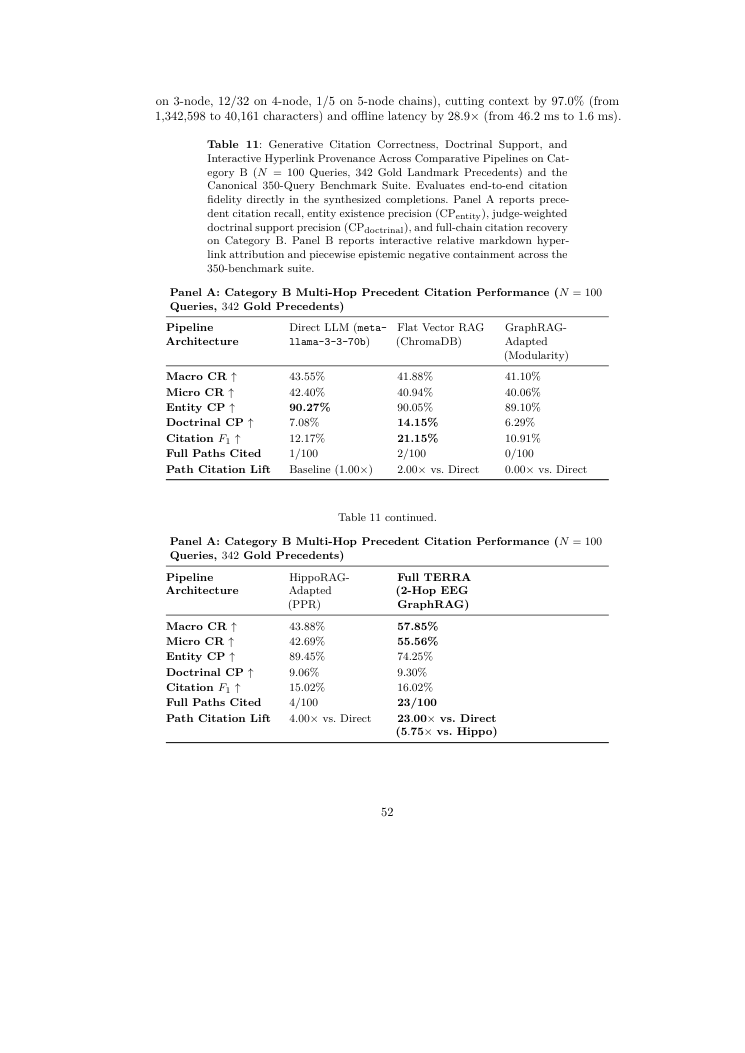 on 3-node, 12/32 on 4-node, 1/5 on 5-node chains), cutting context by 97.0% (from
1,342,598 to 40,161 characters) and offline latency by 28.9× (from 46.2 ms to 1.6 ms).
Table 11: Generative Citation Correctness, Doctrinal Support, and
Interactive Hyperlink Provenance Across Comparative Pipelines on Cat-
egory B (N = 100 Queries, 342 Gold Landmark Precedents) and the
Canonical 350-Query Benchmark Suite. Evaluates end-to-end citation
fidelity directly in the synthesized completions. Panel A reports prece-
dent citation recall, entity existence precision (CPentity), judge-weighted
doctrinal support precision (CPdoctrinal), and full-chain citation recovery
on Category B. Panel B reports interactive relative markdown hyper-
link attribution and piecewise epistemic negative containment across the
350-benchmark suite.
Panel A: Category B Multi-Hop Precedent Citation Performance (N = 100
Queries, 342 Gold Precedents)
Pipeline Direct LLM (meta- Flat Vector RAG GraphRAG-
Architecture llama-3-3-70b) (ChromaDB) Adapted
(Modularity)
Macro CR ↑ 43.55% 41.88% 41.10%
Micro CR ↑ 42.40% 40.94% 40.06%
Entity CP ↑ 90.27% 90.05% 89.10%
Doctrinal CP ↑ 7.08% 14.15% 6.29%
Citation F1 ↑ 12.17% 21.15% 10.91%
Full Paths Cited 1/100 2/100 0/100
Path Citation Lift Baseline (1.00×) 2.00× vs. Direct 0.00× vs. Direct
Table 11 continued.
Panel A: Category B Multi-Hop Precedent Citation Performance (N = 100
Queries, 342 Gold Precedents)
Pipeline HippoRAG- Full TERRA
Architecture Adapted (2-Hop EEG
(PPR) GraphRAG)
Macro CR ↑ 43.88% 57.85%
Micro CR ↑ 42.69% 55.56%
Entity CP ↑ 89.45% 74.25%
Doctrinal CP ↑ 9.06% 9.30%
Citation F1 ↑ 15.02% 16.02%
Full Paths Cited 4/100 23/100
Path Citation Lift 4.00× vs. Direct 23.00× vs. Direct
(5.75× vs. Hippo)
52